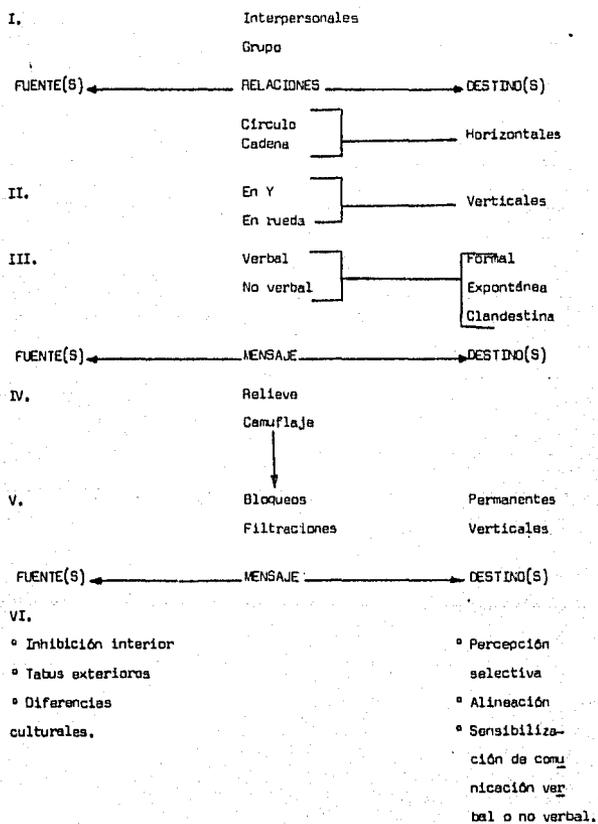 I. Interpersonales
Grupo
FUENTE(S) RELACIONES DESTINO(S)
Círculo
Cadena
Horizontales
II. En Y
En rueda
Verticales
III. Verbal
No verbal
Formal
Expontánea
Clandestina
FUENTE(S) MENSAJE DESTINO(S)
IV. Relieve
Camuflaje
V. Bloqueos Permanentes
Filtraciones Verticales
FUENTE(S) MENSAJE DESTINO(S)
VI.
° Inhibición interior
° Tabus exteriores
° Diferencias
culturales.
° Percepción
selectiva
° Alineación
° Sensibiliza-
ción de comu
nicación ver
bal o no verbal.